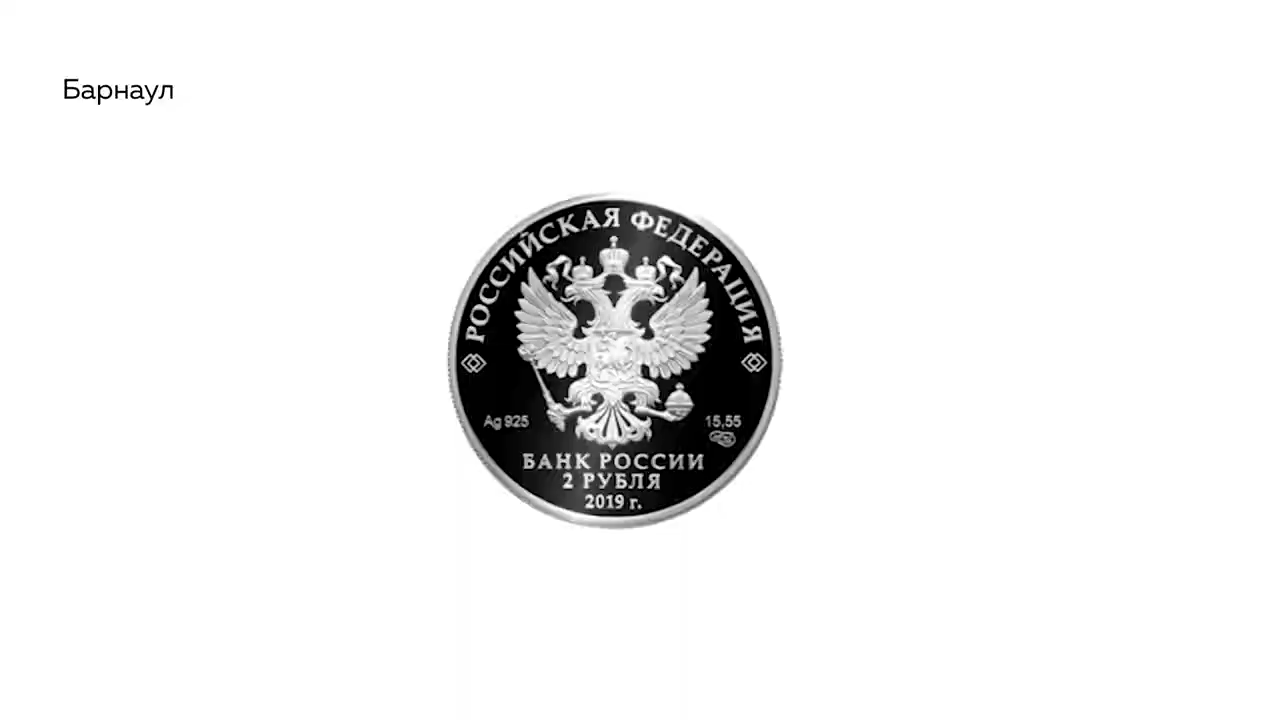 Барнаул
РОССИЙСКАЯ ФЕДЕРАЦИЯ
Ag 925
15,55
БАНК РОССИИ
2 РУБЛЯ
2019 г.